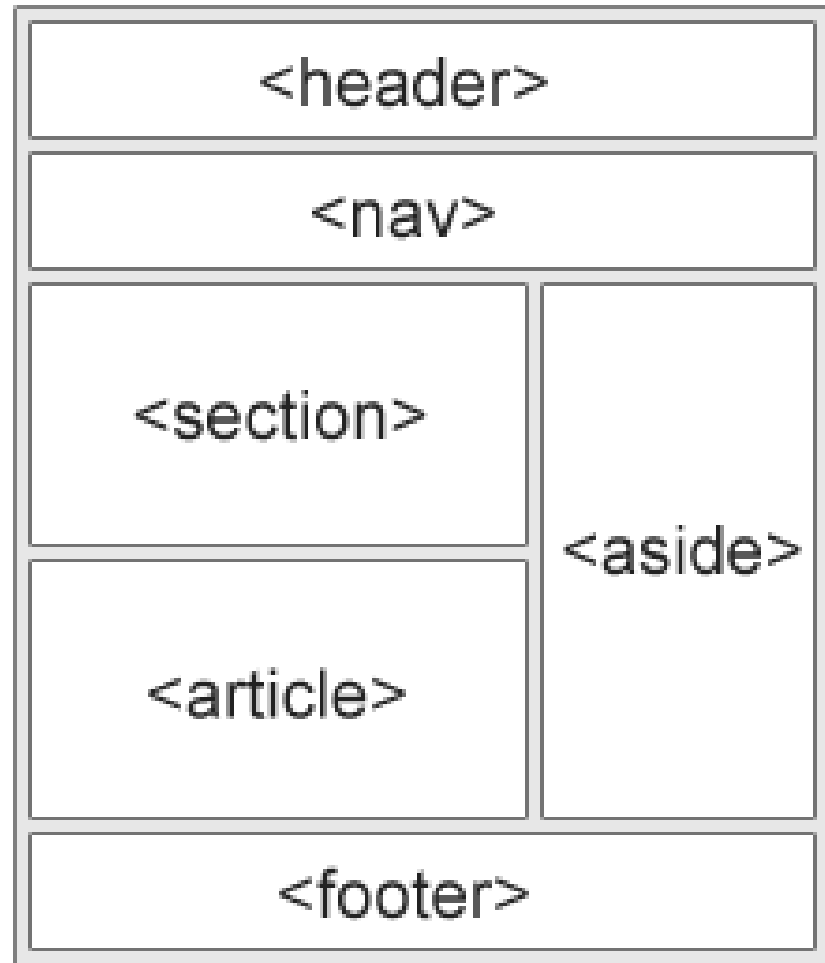 <header>
<nav>
<section>
<aside>
<article>
<footer>